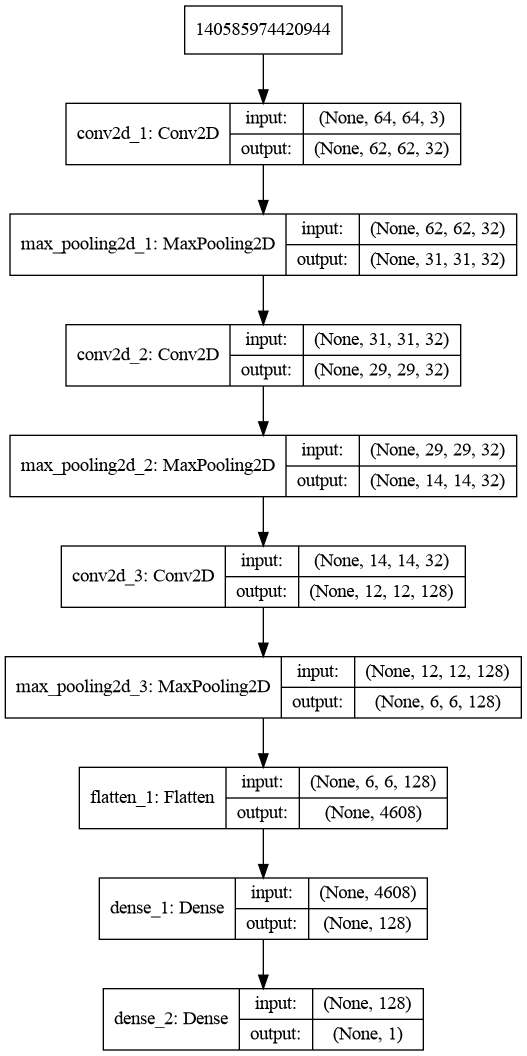 140585974420944
conv2d_1: Conv2D
input: (None, 64, 64, 3)
output: (None, 62, 62, 32)
max_pooling2d_1: MaxPooling2D
input: (None, 62, 62, 32)
output: (None, 31, 31, 32)
conv2d_2: Conv2D
input: (None, 31, 31, 32)
output: (None, 29, 29, 32)
max_pooling2d_2: MaxPooling2D
input: (None, 29, 29, 32)
output: (None, 14, 14, 32)
conv2d_3: Conv2D
input: (None, 14, 14, 32)
output: (None, 12, 12, 128)
max_pooling2d_3: MaxPooling2D
input: (None, 12, 12, 128)
output: (None, 6, 6, 128)
flatten_1: Flatten
input: (None, 6, 6, 128)
output: (None, 4608)
dense_1: Dense
input: (None, 4608)
output: (None, 128)
dense_2: Dense
input: (None, 128)
output: (None, 1)